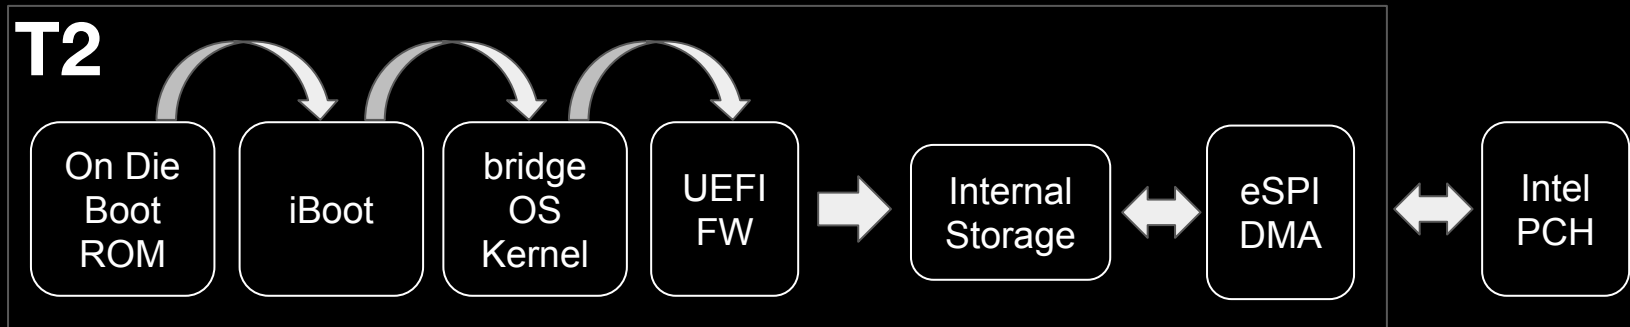 T2
On Die
Boot
ROM
iBoot
bridge
OS
Kernel
UEFI
FW
Internal
Storage
eSPI
DMA
Intel
PCH